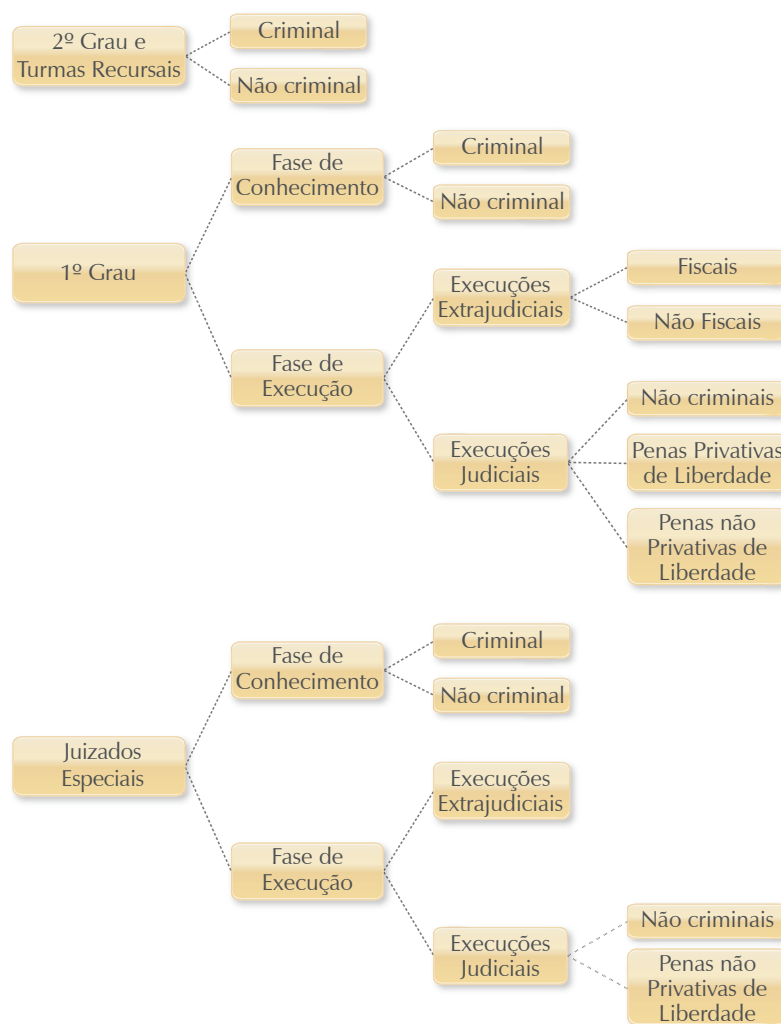 2º Grau e
Turmas Recursais
Criminal
Não criminal
1º Grau
Fase de
Conhecimento
Criminal
Não criminal
Fase de
Execução
Execuções
Extrajudiciais
Fiscais
Não Fiscais
Execuções
Judiciais
Não criminais
Penas Privativas
de Liberdade
Penas não
Privativas de
Liberdade
Juizados
Especiais
Fase de
Conhecimento
Criminal
Não criminal
Fase de
Execução
Execuções
Extrajudiciais
Execuções
Judiciais
Não criminais
Penas não
Privativas de
Liberdade